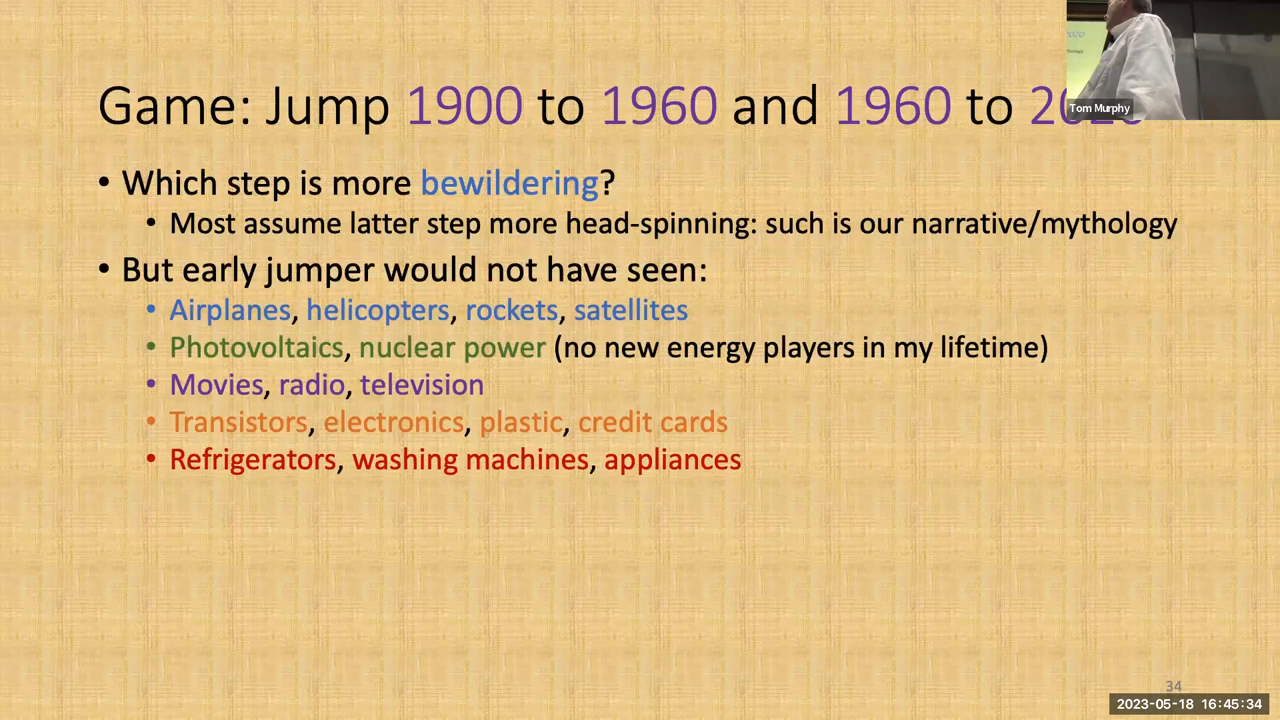 Game: Jump 1900 to 1960 and 1960 to
Tom Murphy
• Which step is more bewildering?
• Most assume latter step more head-spinning: such is our narrative/mythology
• But early jumper would not have seen:
• Airplanes, helicopters, rockets, satellites
• Photovoltaics, nuclear power (no new energy players in my lifetime)
• Movies, radio, television
• Transistors, electronics, plastic, credit cards
• Refrigerators, washing machines, appliances
34
2023-05-18 16:45:34